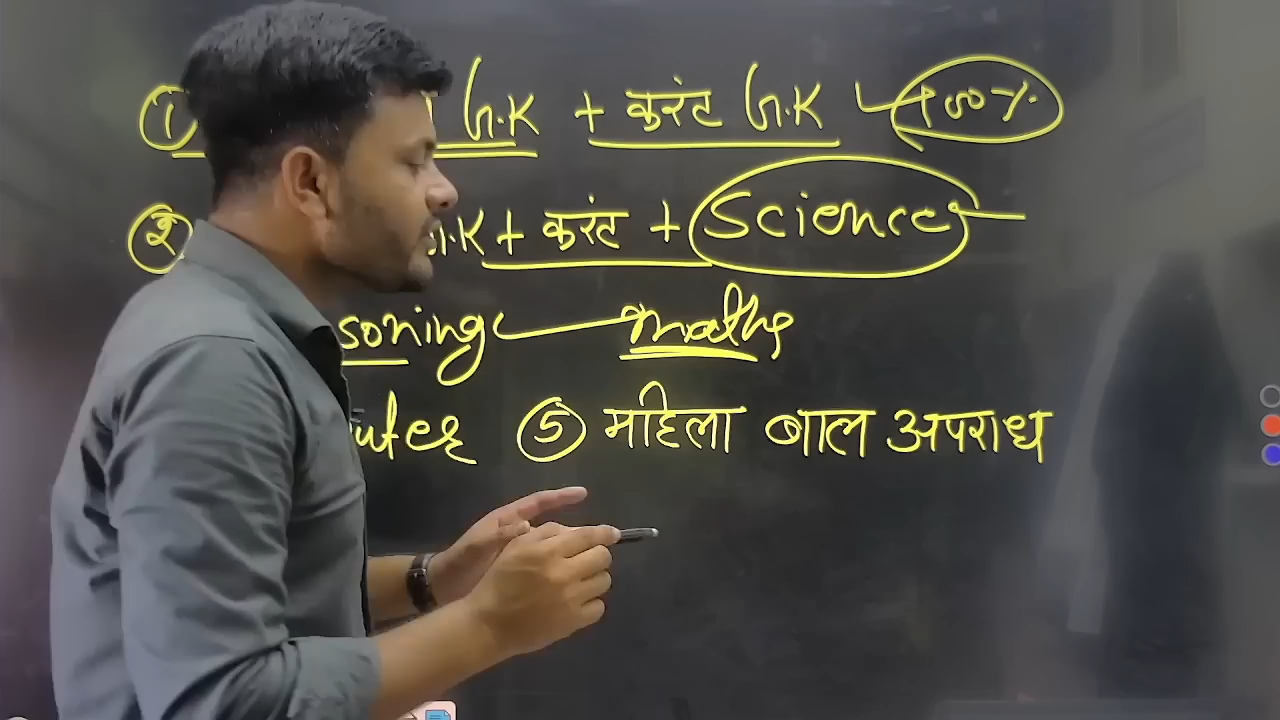 ① G.K + करंट G.K 100%
② G.K + करंट + Science
soning maths
uter ⑤ महिला बाल अपराध